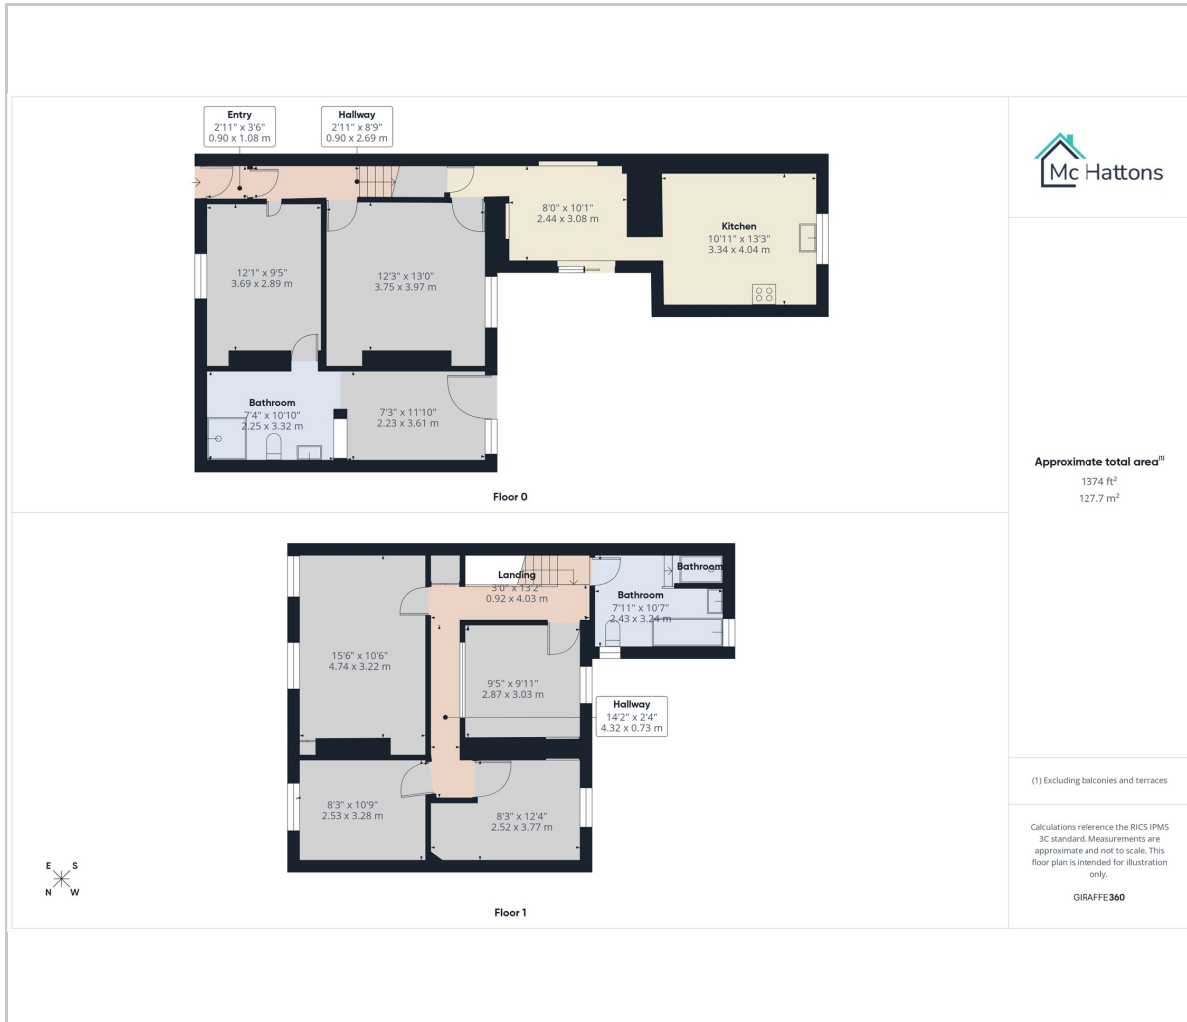 Entry
2'11" x 3'6"
0.90 x 1.08 m
Hallway
2'11" x 8'9"
0.90 x 2.69 m
8'0" x 10'1"
2.44 x 3.08 m
Kitchen
10'11" x 13'3"
3.34 x 4.04 m
12'1" x 9'5"
3.69 x 2.89 m
12'3" x 13'0"
3.75 x 3.97 m
Bathroom
7'4" x 10'10"
2.25 x 3.32 m
7'3" x 11'10"
2.23 x 3.61 m
Floor 0
Landing
3'0" x 13'2"
0.92 x 4.03 m
Bathroom
Bathroom
7'11" x 10'7"
2.43 x 3.24 m
15'6" x 10'6"
4.74 x 3.22 m
9'5" x 9'11"
2.87 x 3.03 m
Hallway
14'2" x 2'4"
4.32 x 0.73 m
8'3" x 10'9"
2.53 x 3.28 m
8'3" x 12'4"
2.52 x 3.77 m
E S
N W
Floor 1
Mc Hattons
Approximate total area(1)
1374 ft²
127.7 m²
(1) Excluding balconies and terraces
Calculations reference the RICS IPMS
3C standard. Measurements are
approximate and not to scale. This
floor plan is intended for illustration
only.
GIRAFFE360